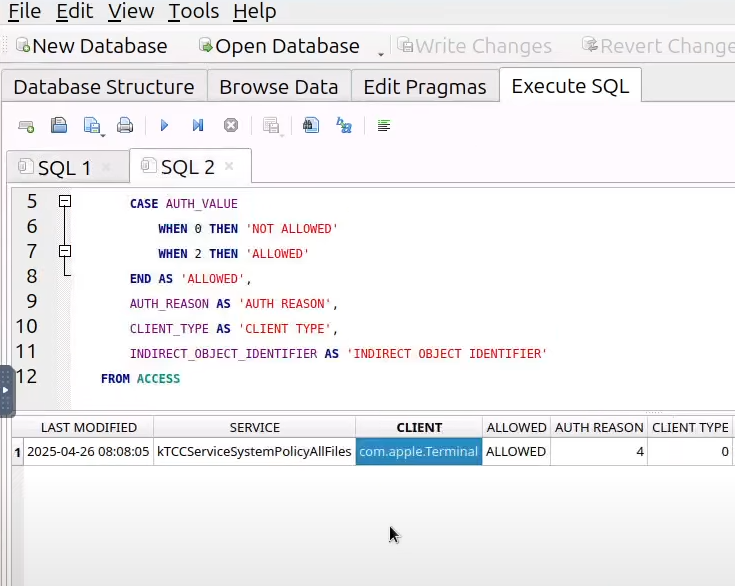 File Edit View Tools Help
New Database Open Database Write Changes Revert Change
Database Structure Browse Data Edit Pragmas Execute SQL
SQL 1 SQL 2
5 CASE AUTH_VALUE
6 WHEN 0 THEN 'NOT ALLOWED'
7 WHEN 2 THEN 'ALLOWED'
8 END AS 'ALLOWED',
9 AUTH_REASON AS 'AUTH REASON',
10 CLIENT_TYPE AS 'CLIENT TYPE',
11 INDIRECT_OBJECT_IDENTIFIER AS 'INDIRECT OBJECT IDENTIFIER'
12 FROM ACCESS
LAST MODIFIED SERVICE CLIENT ALLOWED AUTH REASON CLIENT TYPE
1 2025-04-26 08:08:05 kTCCServiceSystemPolicyAllFiles com.apple.Terminal ALLOWED 4 0